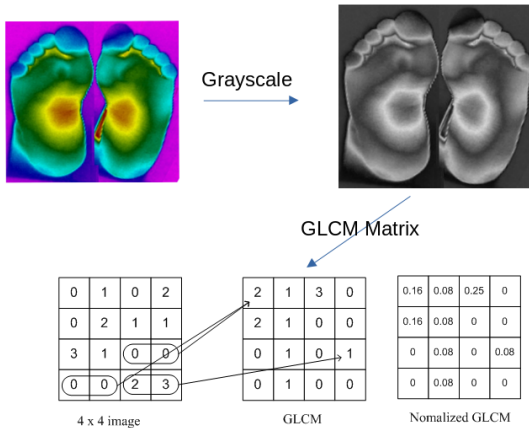 Grayscale
GLCM Matrix
0 1 0 2
0 2 1 1
3 1 0 0
0 0 2 3
4 x 4 image
2 1 3 0
2 1 0 0
0 1 0 1
0 1 0 0
GLCM
0.16 0.08 0.25 0
0.16 0.08 0 0
0 0.08 0 0.08
0 0.08 0 0
Nomalized GLCM